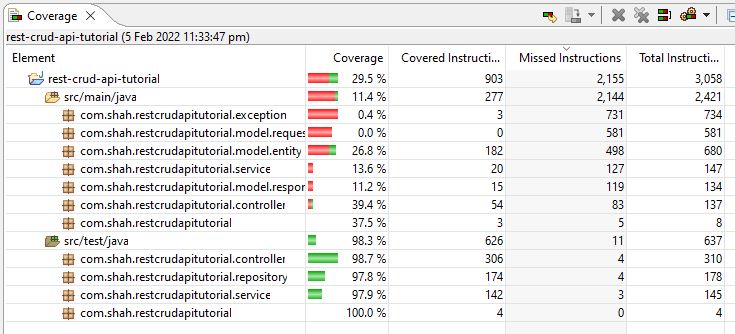 Coverage
rest-crud-api-tutorial (5 Feb 2022 11:33:47 pm)
Element Coverage Covered Instructi... Missed Instructions Total Instructi...
rest-crud-api-tutorial 29.5 % 903 2,155 3,058
src/main/java 11.4 % 277 2,144 2,421
com.shah.restcrudapitutorial.exception 0.4 % 3 731 734
com.shah.restcrudapitutorial.model.reques 0.0 % 0 581 581
com.shah.restcrudapitutorial.model.entity 26.8 % 182 498 680
com.shah.restcrudapitutorial.service 13.6 % 20 127 147
com.shah.restcrudapitutorial.model.respor 11.2 % 15 119 134
com.shah.restcrudapitutorial.controller 39.4 % 54 83 137
com.shah.restcrudapitutorial 37.5 % 3 5 8
src/test/java 98.3 % 626 11 637
com.shah.restcrudapitutorial.controller 98.7 % 306 4 310
com.shah.restcrudapitutorial.repository 97.8 % 174 4 178
com.shah.restcrudapitutorial.service 97.9 % 142 3 145
com.shah.restcrudapitutorial 100.0 % 4 0 4